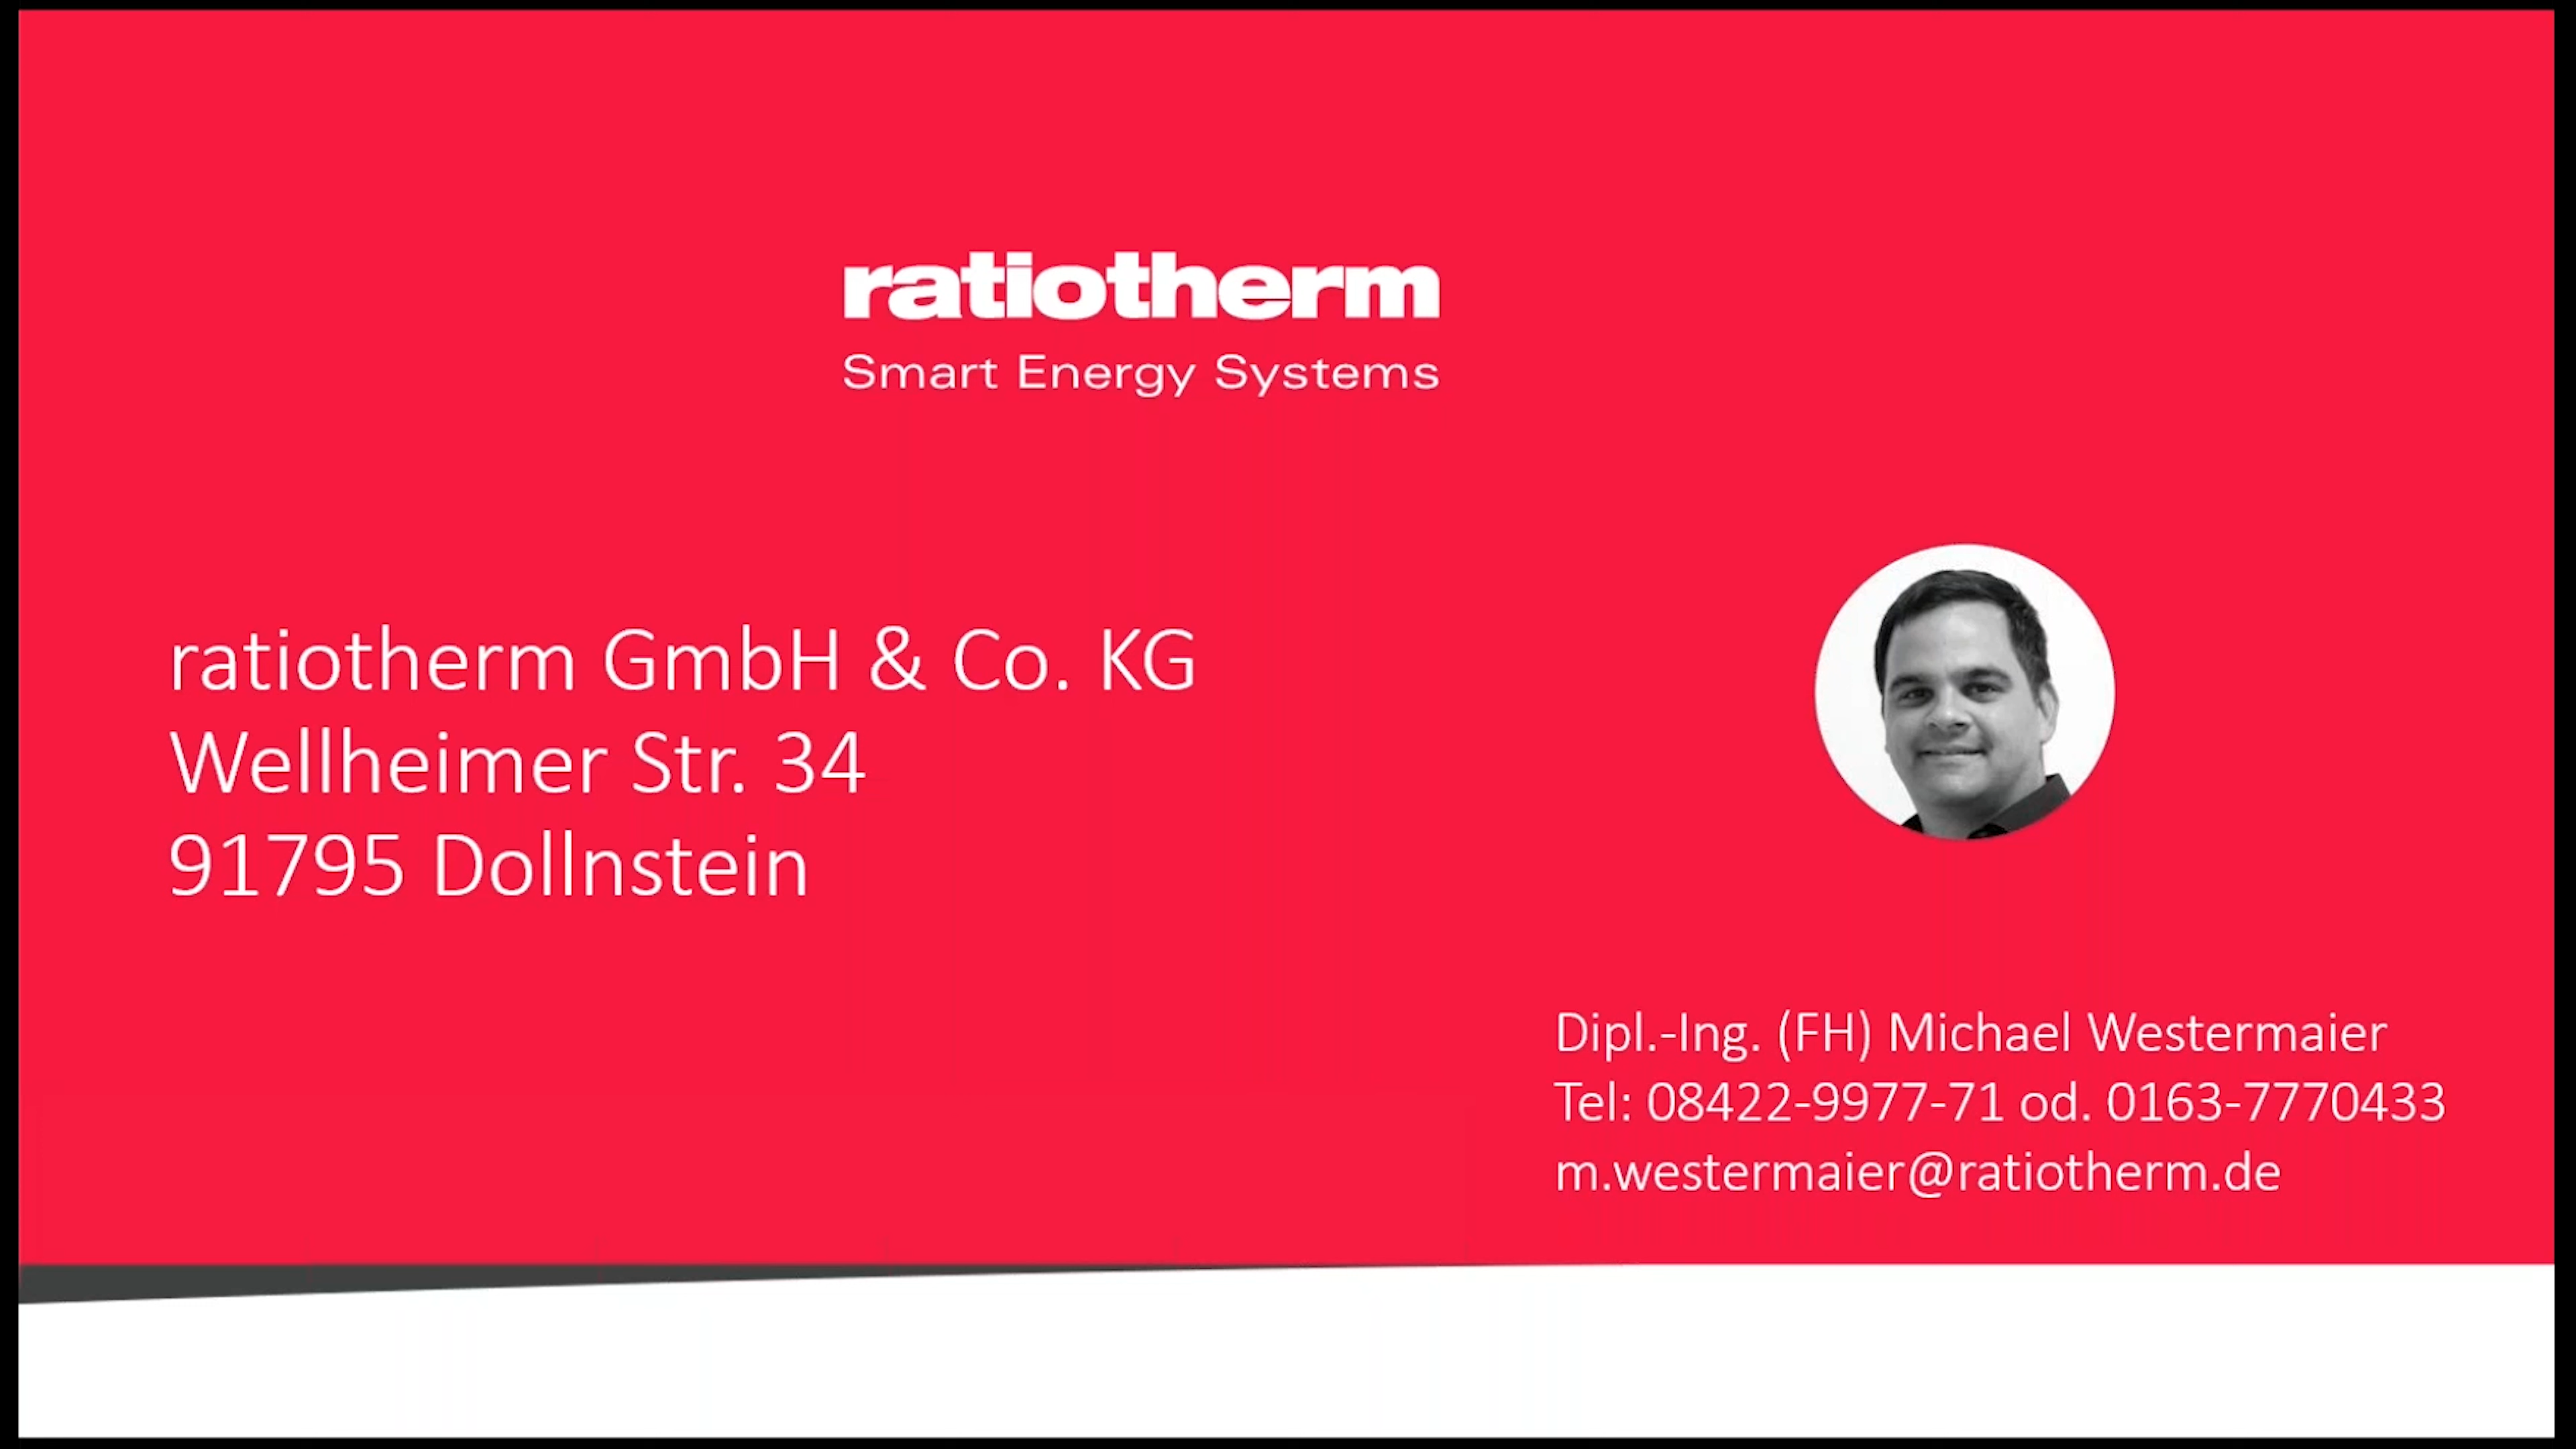 ratiotherm
Smart Energy Systems
ratiotherm GmbH & Co. KG
Wellheimer Str. 34
91795 Dollnstein
Dipl.-Ing. (FH) Michael Westermaier
Tel: 08422-9977-71 od. 0163-7770433
m.westermaier@ratiotherm.de